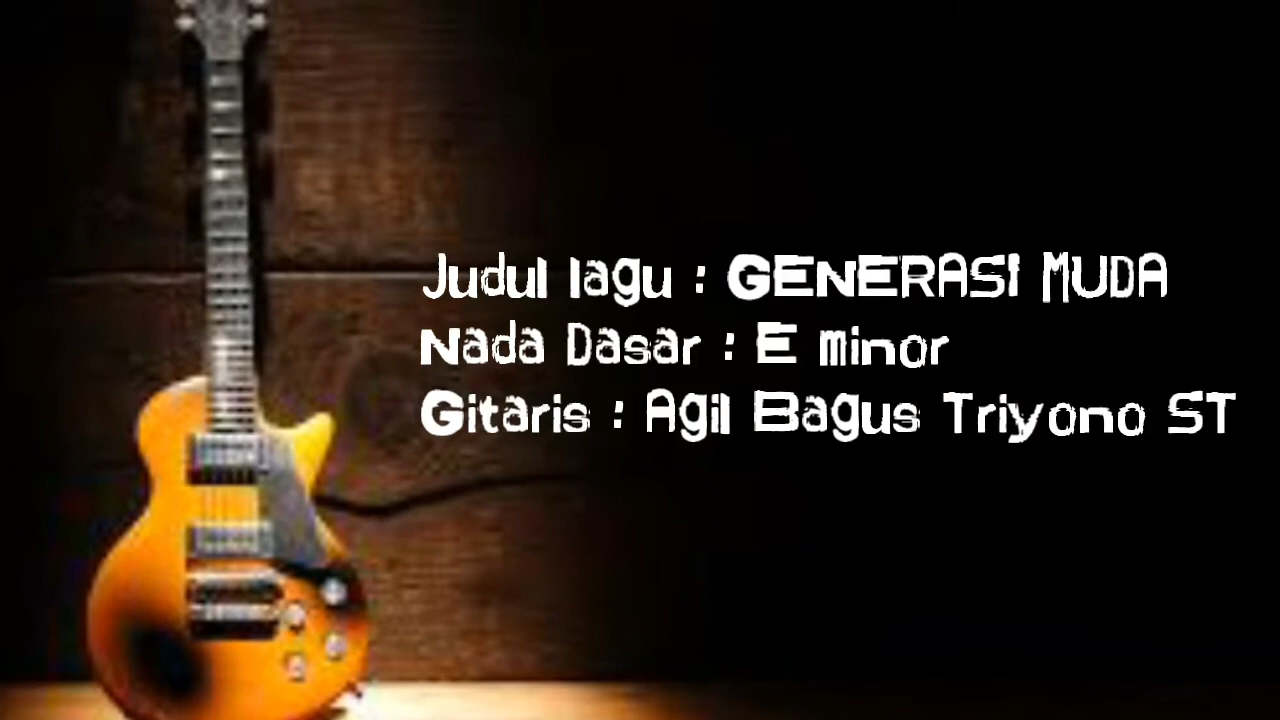 Judul lagu : GENERASI MUDA
Nada Dasar : E minor
Gitaris : Agil Bagus Triyono ST